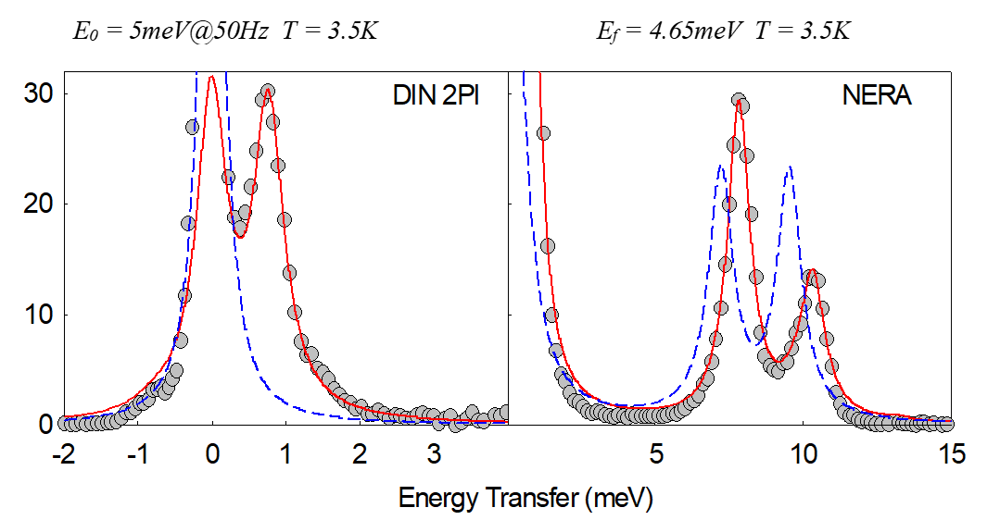 E0 = 5meV@50Hz T = 3.5K
Ef = 4.65meV T = 3.5K
DIN 2PI
NERA
30
20
10
0
-2 -1 0 1 2 3 5 10 15
Energy Transfer (meV)